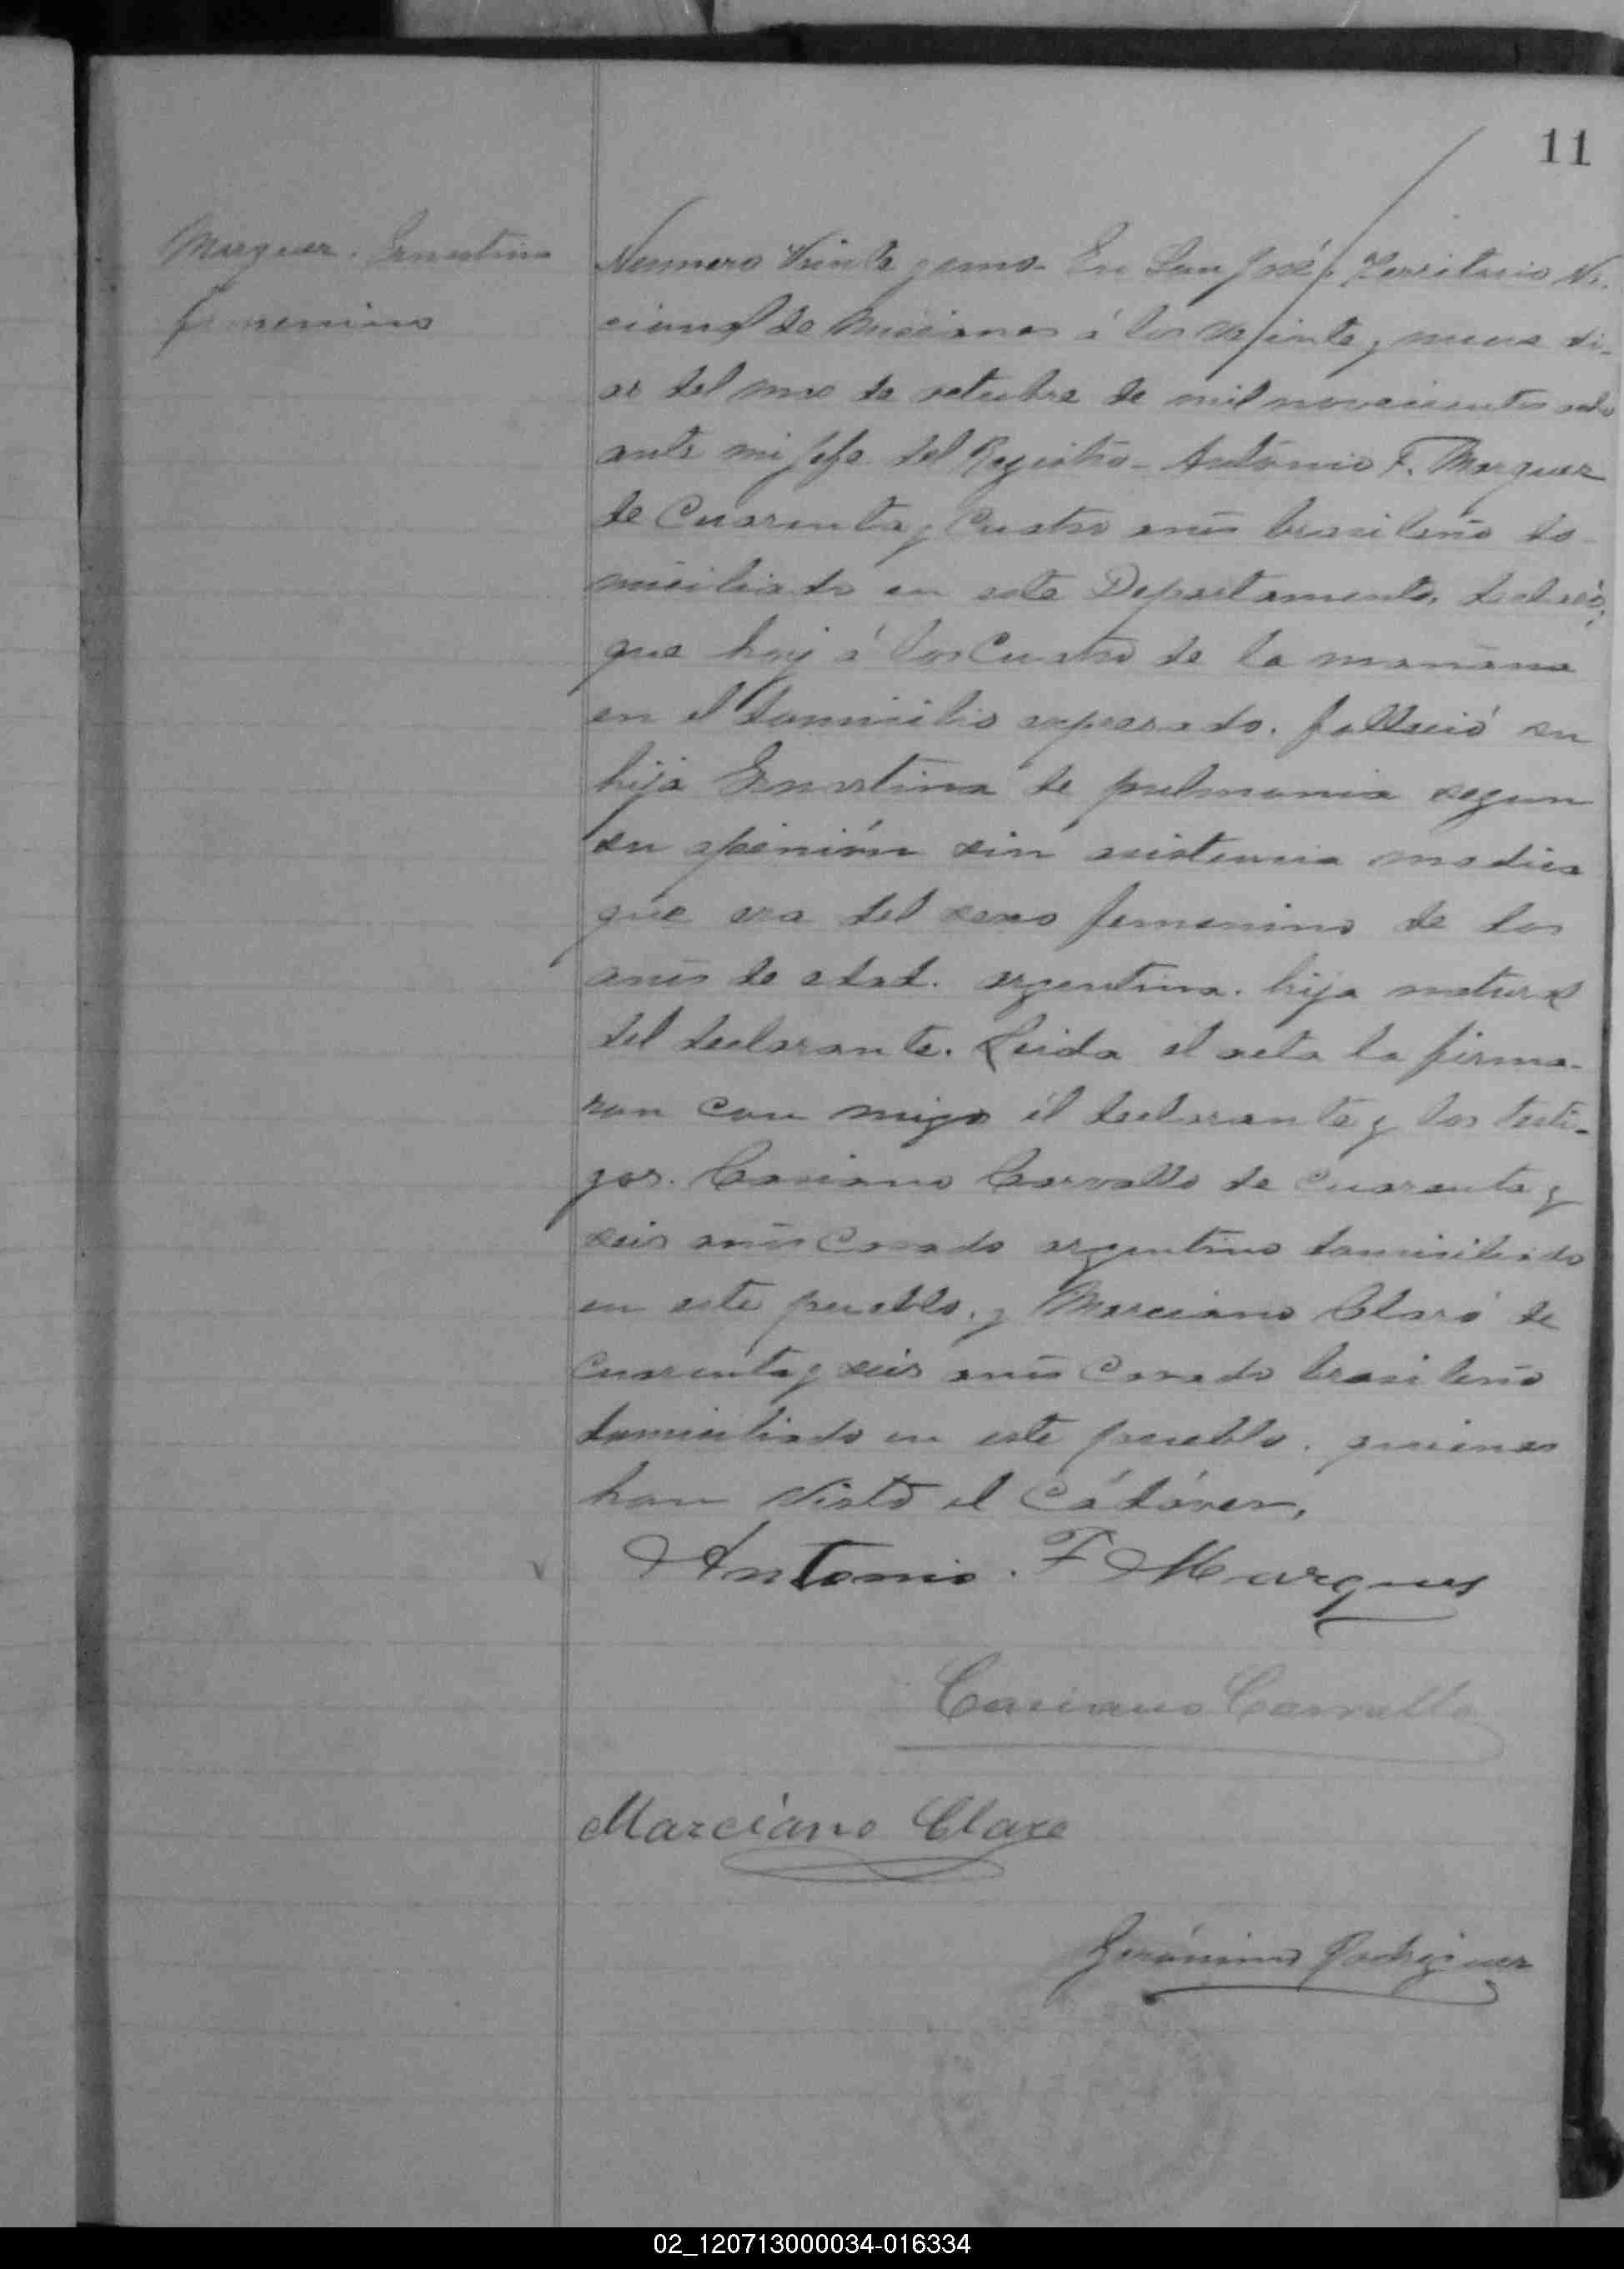 11
Marquez. Ernestina
femenino
Numero Veinte y uno. En San José, Territorio Na-
cional de Misiones á los veinte y nueve di-
as del mes de octubre de mil novecientos ocho
ante mi Jefe del Registro. Antonio F. Marquez
de Cuarenta y Cuatro años brasileño do-
miciliado en este Departamento, declaró;
que hoy á las Cuatro de la mañana
en el domicilio expresado. falleció su
hija Ernestina de pulmonia segun
su opinión sin asistencia medica
que era del sexo femenino de dos
años de edad. argentina. hija natural
del declarante. Leida el acta la firma-
ron con migo él declarante y los testi-
gos. Casiano Carvallo de Cuarenta y
seis años Casado argentino domiciliado
en este pueblo. y Marciano Claró de
Cuarenta y seis años Casado brasileño
domiciliado en este pueblo. quienes
han visto el Cádáver.
Antonio. F Marques
Casiano Carvallo
Marciano Claro
Gerónimo Rodriguez
02_120713000034-016334